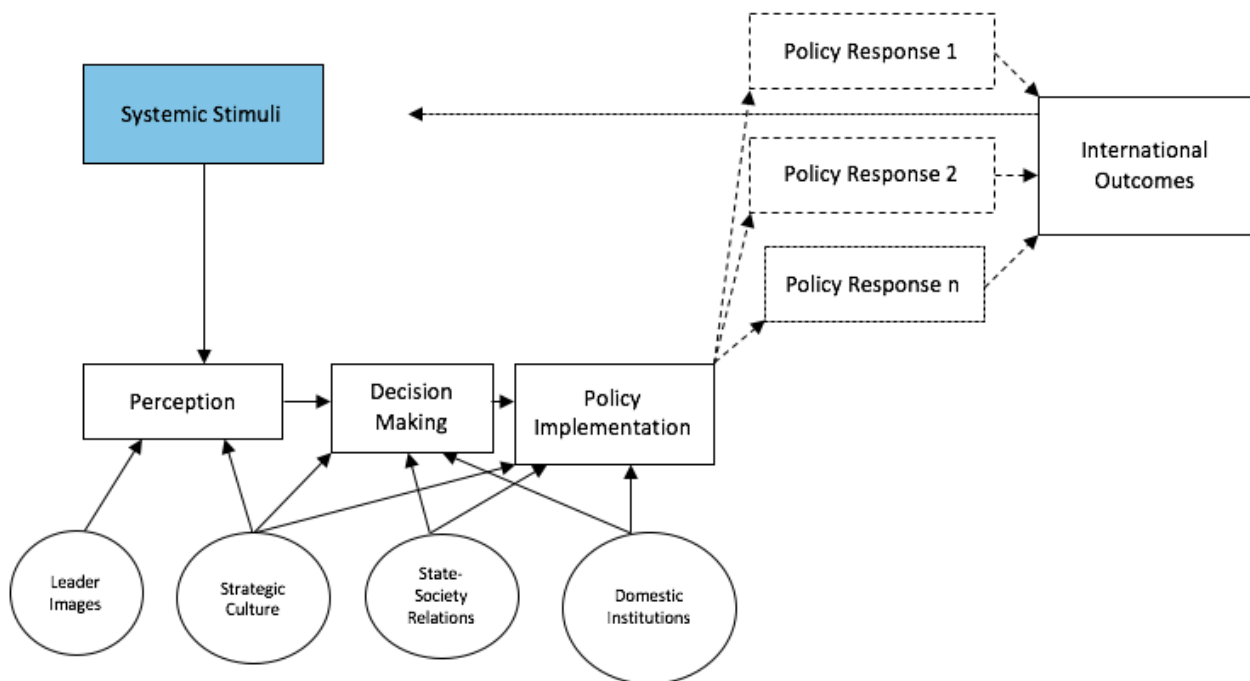 Policy Response 1
Systemic Stimuli
Policy Response 2
International
Outcomes
Policy Response n
Perception
Decision
Making
Policy
Implementation
Leader
Images
Strategic
Culture
State-
Society
Relations
Domestic
Institutions